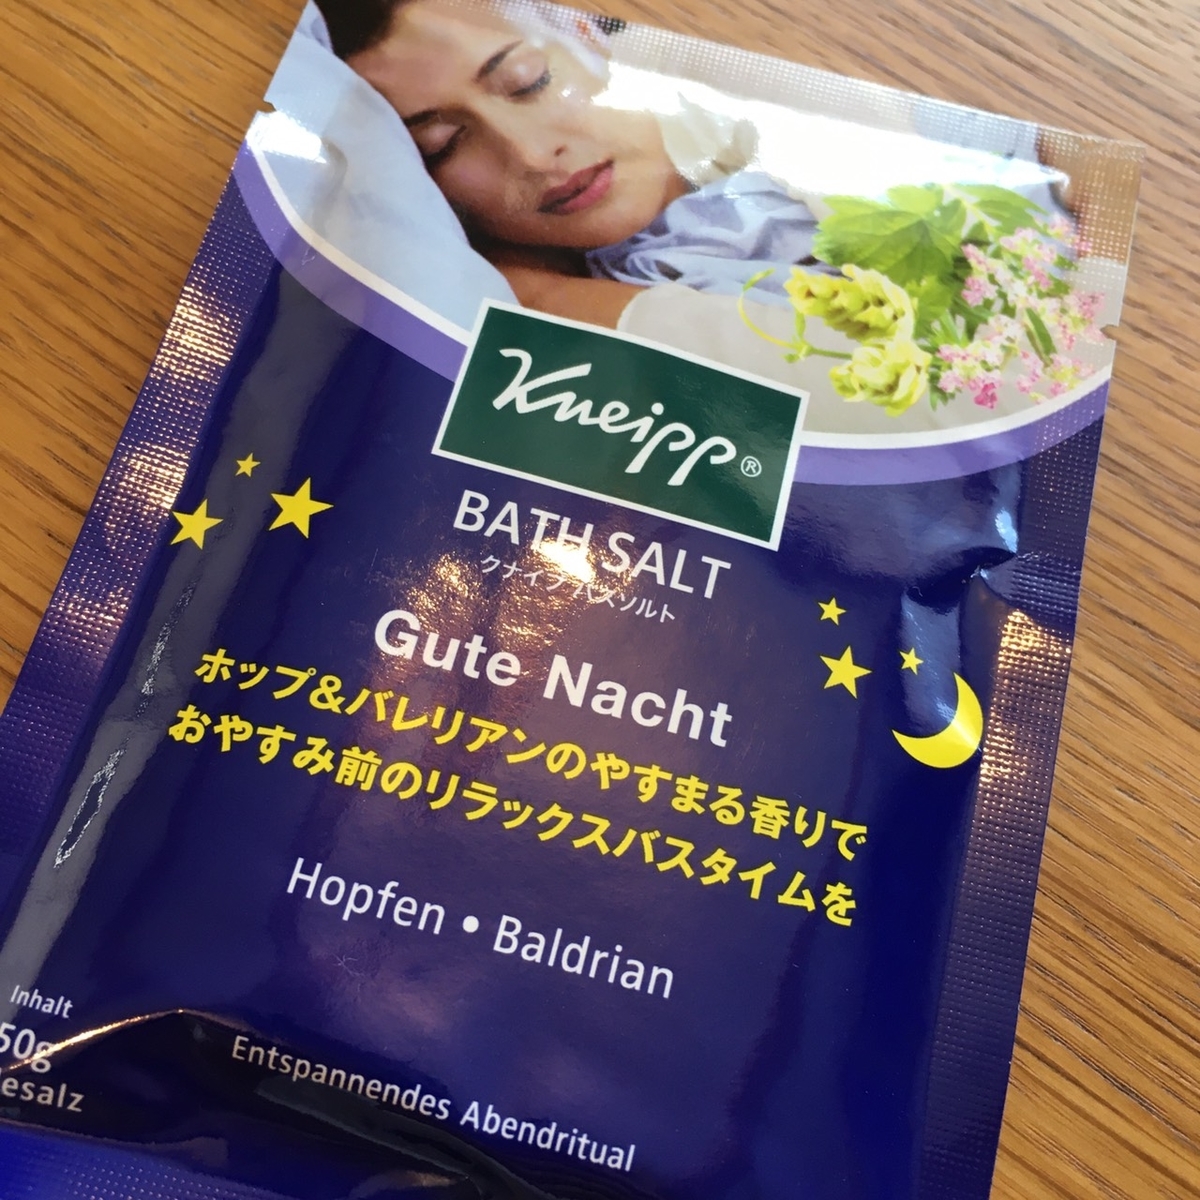 Kneipp®
BATH SALT
クナイプ バスソルト
Gute Nacht
ホップ&バレリアンのやすまる香りで
おやすみ前のリラックスバスタイムを
Hopfen • Baldrian
Inhalt
50g
esalz
Entspannendes Abendritual